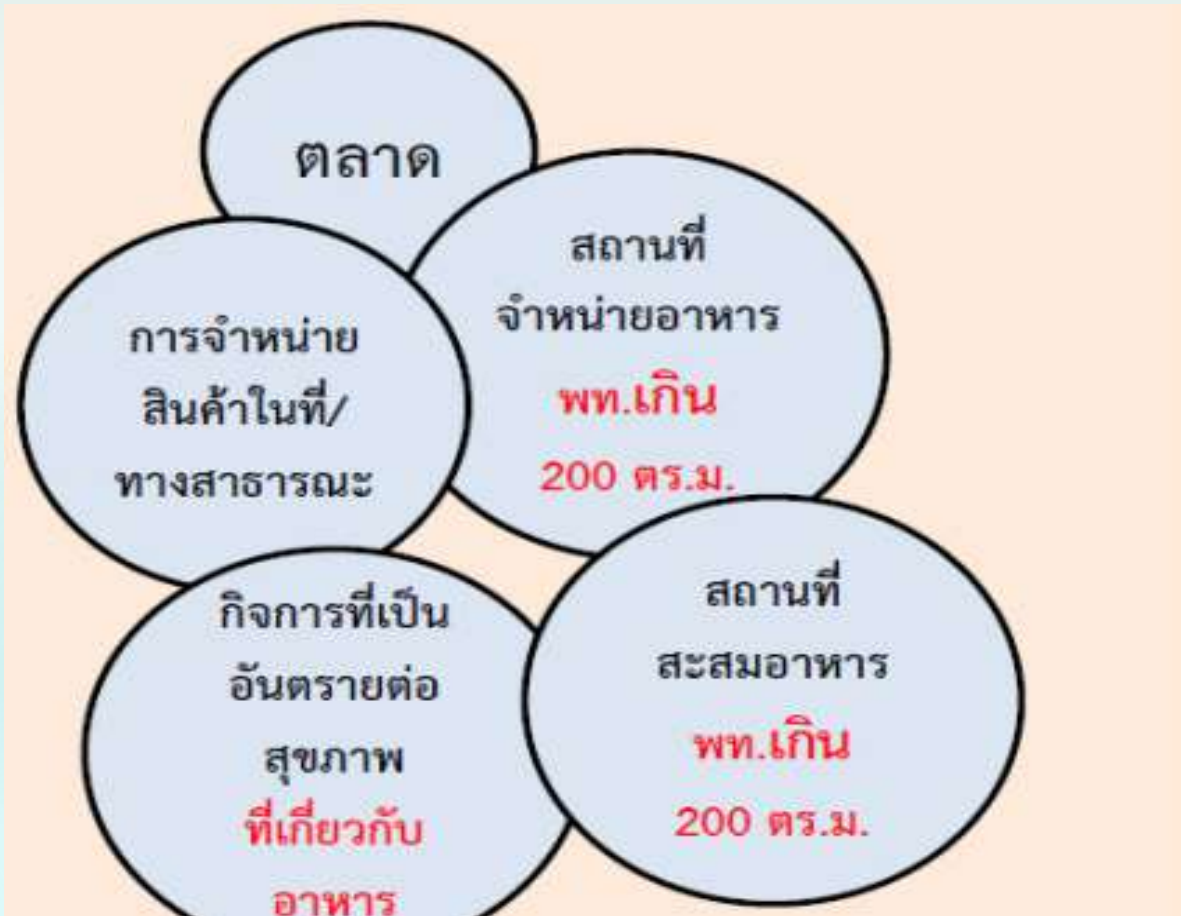 ตลาด
สถานที่
จำหน่ายอาหาร
พท.เกิน
200 ตร.ม.
การจำหน่าย
สินค้าในที่/
ทางสาธารณะ
กิจการที่เป็น
อันตรายต่อ
สุขภาพ
ที่เกี่ยวกับ
อาหาร
สถานที่
สะสมอาหาร
พท.เกิน
200 ตร.ม.